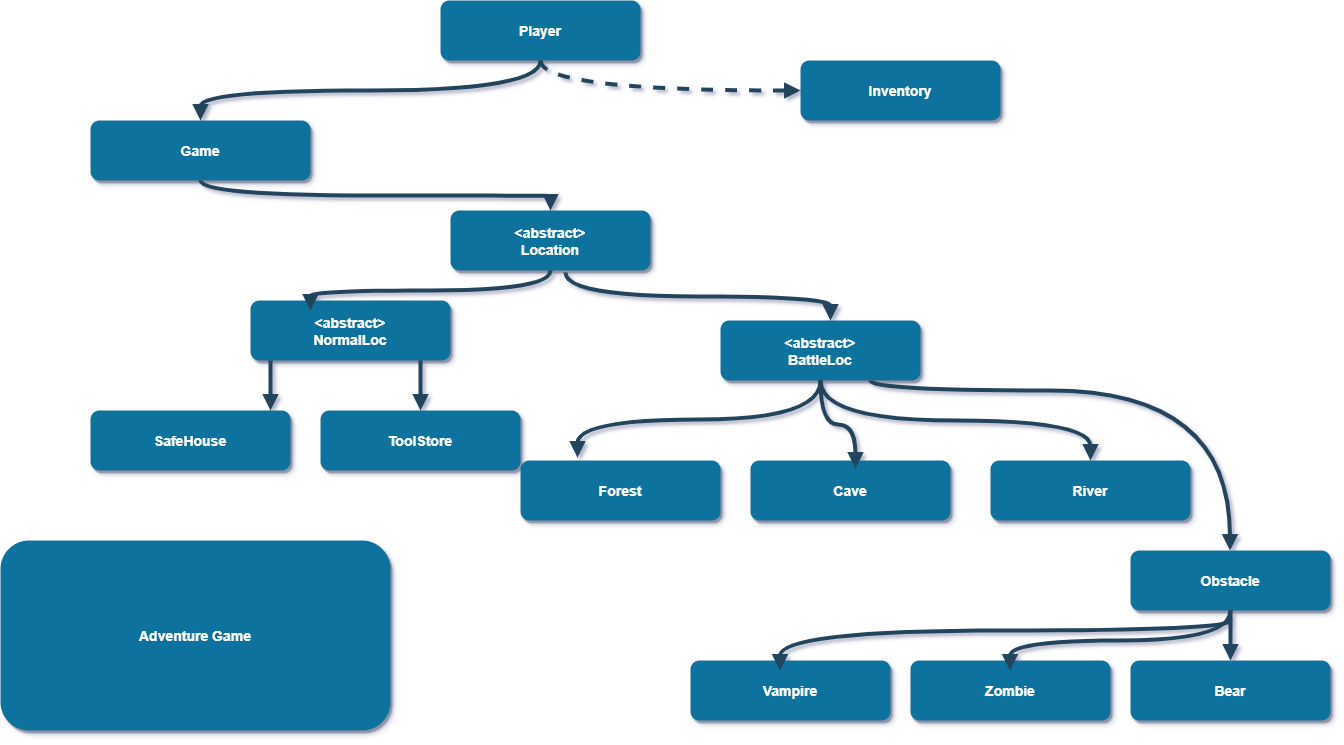 Player
Inventory
Game
<abstract>
Location
<abstract>
NormalLoc
<abstract>
BattleLoc
SafeHouse
ToolStore
Forest
Cave
River
Obstacle
Adventure Game
Vampire
Zombie
Bear